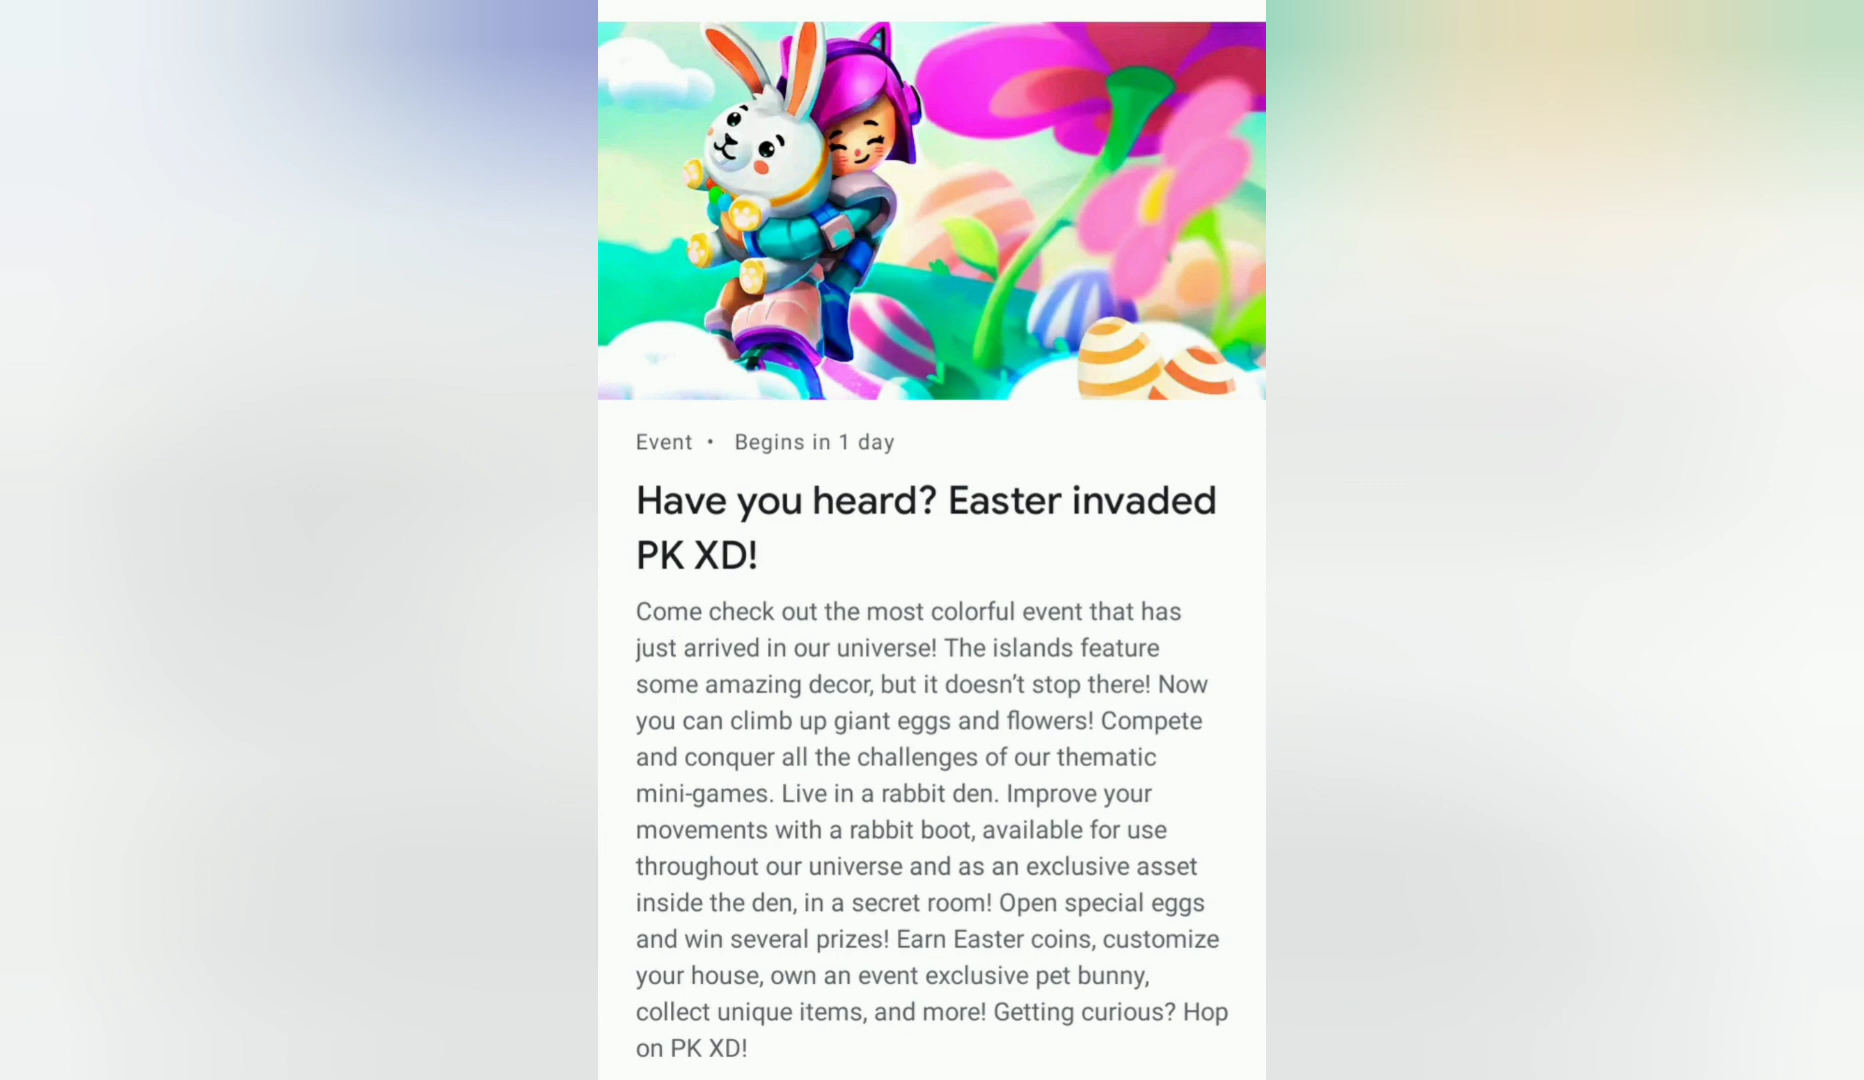 Event • Begins in 1 day
Have you heard? Easter invaded
PK XD!
Come check out the most colorful event that has
just arrived in our universe! The islands feature
some amazing decor, but it doesn’t stop there! Now
you can climb up giant eggs and flowers! Compete
and conquer all the challenges of our thematic
mini-games. Live in a rabbit den. Improve your
movements with a rabbit boot, available for use
throughout our universe and as an exclusive asset
inside the den, in a secret room! Open special eggs
and win several prizes! Earn Easter coins, customize
your house, own an event exclusive pet bunny,
collect unique items, and more! Getting curious? Hop
on PK XD!